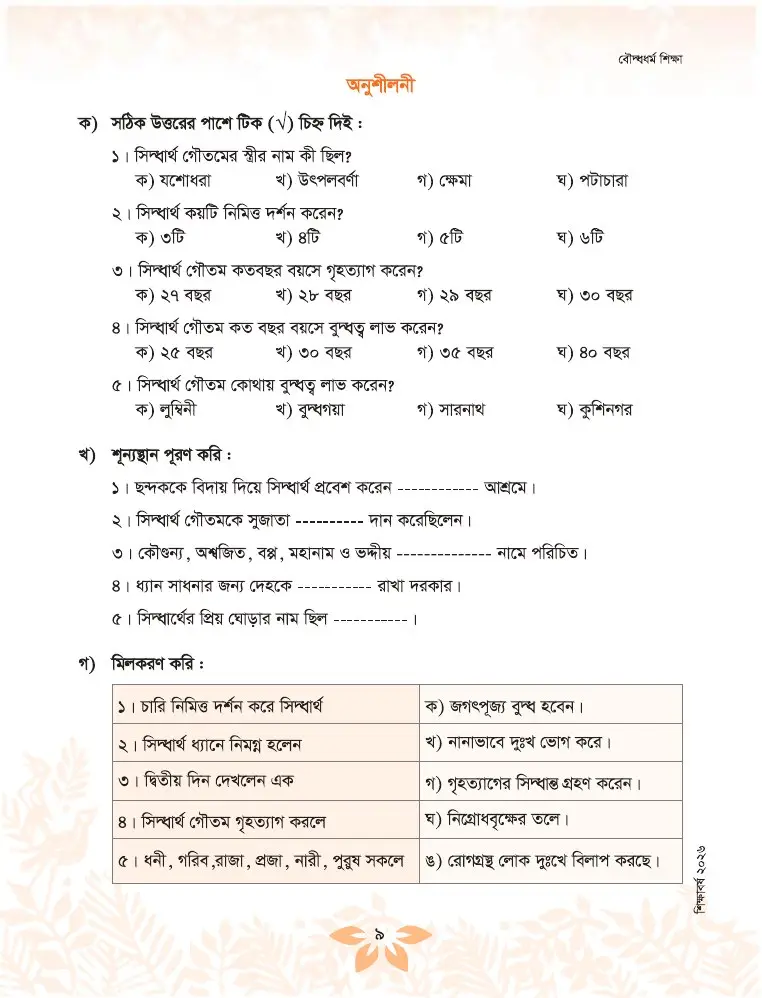 বৌদ্ধধর্ম শিক্ষা
অনুশীলনী
ক) সঠিক উত্তরের পাশে টিক (√) চিহ্ন দিই :
১। সিদ্ধার্থ গৌতমের স্ত্রীর নাম কী ছিল?
ক) যশোধরা খ) উৎপলবর্ণা গ) ক্ষেমা ঘ) পটাচারা
২। সিদ্ধার্থ কয়টি নিমিত্ত দর্শন করেন?
ক) ৩টি খ) ৪টি গ) ৫টি ঘ) ৬টি
৩। সিদ্ধার্থ গৌতম কতবছর বয়সে গৃহত্যাগ করেন?
ক) ২৭ বছর খ) ২৮ বছর গ) ২৯ বছর ঘ) ৩০ বছর
৪। সিদ্ধার্থ গৌতম কত বছর বয়সে বুদ্ধত্ব লাভ করেন?
ক) ২৫ বছর খ) ৩০ বছর গ) ৩৫ বছর ঘ) ৪০ বছর
৫। সিদ্ধার্থ গৌতম কোথায় বুদ্ধত্ব লাভ করেন?
ক) লুম্বিনী খ) বুদ্ধগয়া গ) সারনাথ ঘ) কুশিনগর
খ) শূন্যস্থান পূরণ করি :
১। ছন্দককে বিদায় দিয়ে সিদ্ধার্থ প্রবেশ করেন ------------ আশ্রমে।
২। সিদ্ধার্থ গৌতমকে সুজাতা ---------- দান করেছিলেন।
৩। কৌণ্ডন্য, অশ্বজিত, বপ্প, মহানাম ও ভদ্দীয় -------------- নামে পরিচিত।
৪। ধ্যান সাধনার জন্য দেহকে ----------- রাখা দরকার।
৫। সিদ্ধার্থের প্রিয় ঘোড়ার নাম ছিল -----------।
গ) মিলকরণ করি :
১। চারি নিমিত্ত দর্শন করে সিদ্ধার্থ ক) জগৎপূজ্য বুদ্ধ হবেন।
২। সিদ্ধার্থ ধ্যানে নিমগ্ন হলেন খ) নানাভাবে দুঃখ ভোগ করে।
৩। দ্বিতীয় দিন দেখলেন এক গ) গৃহত্যাগের সিদ্ধান্ত গ্রহণ করেন।
৪। সিদ্ধার্থ গৌতম গৃহত্যাগ করলে ঘ) নিগ্রোধবৃক্ষের তলে।
৫। ধনী, গরিব ,রাজা, প্রজা, নারী, পুরুষ সকলে ঙ) রোগগ্রস্থ লোক দুঃখে বিলাপ করছে।
শিক্ষাবর্ষ ২০২৬
৯